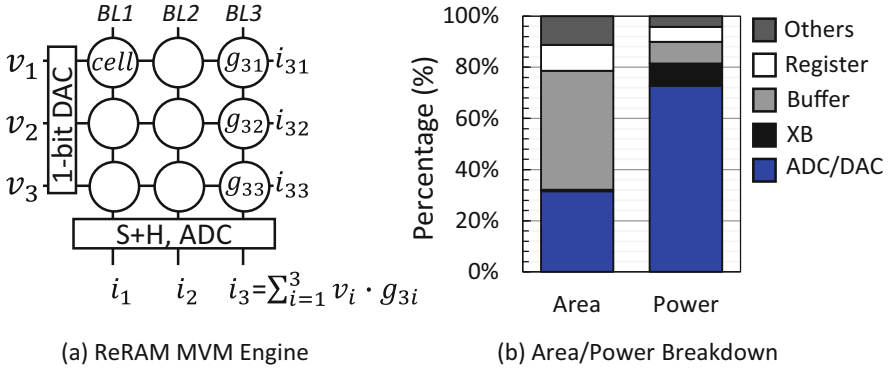 BL1 BL2 BL3
v₁ cell g₃₁ i₃₁
v₂ g₃₂ i₃₂
v₃ g₃₃ i₃₃
1-bit DAC
S+H, ADC
i₁ i₂ i₃=∑³ᵢ₌₁ vᵢ · g₃ᵢ
(a) ReRAM MVM Engine
Percentage (%)
100%
80%
60%
40%
20%
0%
Area Power
Others
Register
Buffer
XB
ADC/DAC
(b) Area/Power Breakdown